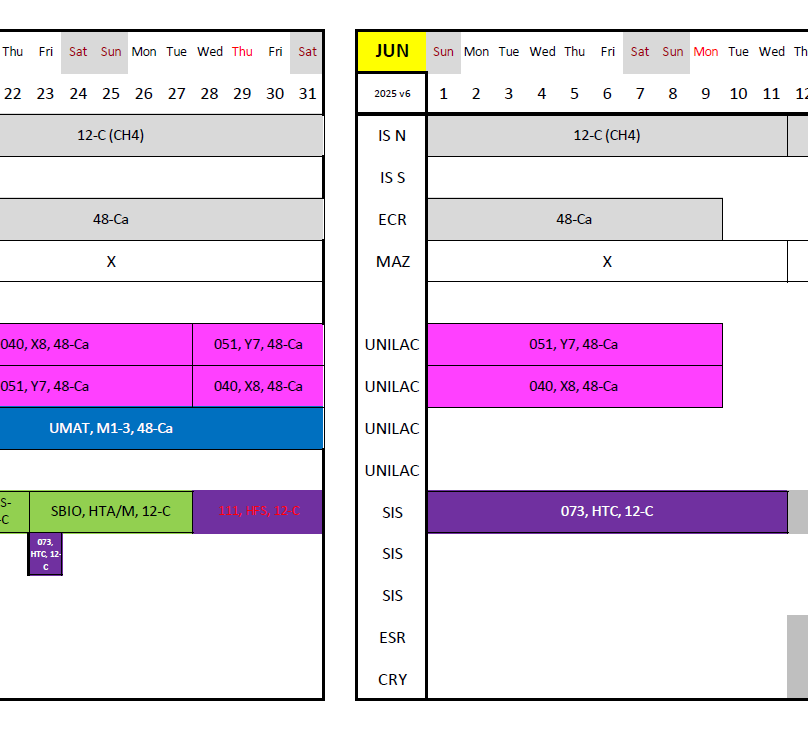 Thu Fri Sat Sun Mon Tue Wed Thu Fri Sat
22 23 24 25 26 27 28 29 30 31
12-C (CH4)
48-Ca
X
040, X8, 48-Ca 051, Y7, 48-Ca
051, Y7, 48-Ca 040, X8, 48-Ca
UMAT, M1-3, 48-Ca
S-
-C
SBIO, HTA/M, 12-C 111, HFS, 12-C
073,
HTC, 12-
C
JUN Sun Mon Tue Wed Thu Fri Sat Sun Mon Tue Wed Th
2025 v6 1 2 3 4 5 6 7 8 9 10 11 12
IS N 12-C (CH4)
IS S
ECR 48-Ca
MAZ X
UNILAC 051, Y7, 48-Ca
UNILAC 040, X8, 48-Ca
UNILAC
UNILAC
SIS 073, HTC, 12-C
SIS
SIS
ESR
CRY